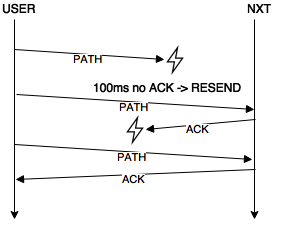 USER NXT
PATH
100ms no ACK -> RESEND
PATH
ACK
PATH
ACK